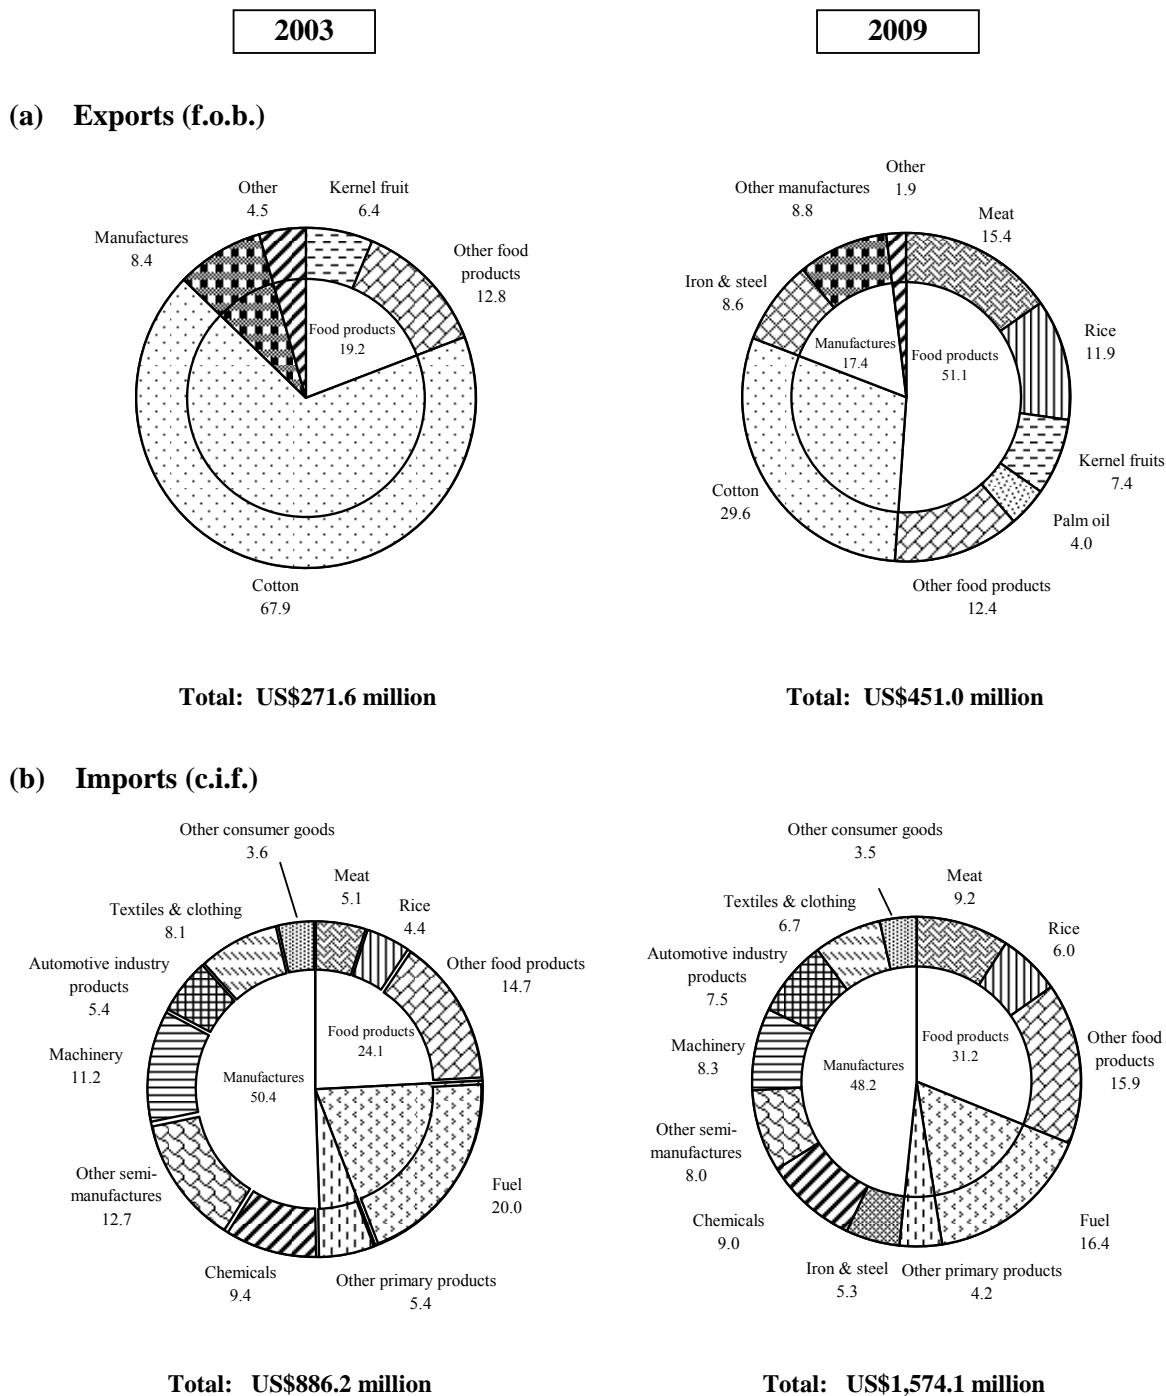 2003
2009
(a) Exports (f.o.b.)
Other
4.5
Kernel fruit
6.4
Manufactures
8.4
Other food
products
12.8
Food products
19.2
Cotton
67.9
Other
1.9
Other manufactures
8.8
Meat
15.4
Iron & steel
8.6
Rice
11.9
Manufactures
17.4
Food products
51.1
Kernel fruits
7.4
Cotton
29.6
Palm oil
4.0
Other food products
12.4
Total: US$271.6 million
Total: US$451.0 million
(b) Imports (c.i.f.)
Other consumer goods
3.6
Meat
5.1
Textiles & clothing
8.1
Rice
4.4
Automotive industry
products
5.4
Other food products
14.7
Food products
24.1
Machinery
11.2
Manufactures
50.4
Other semi-
manufactures
12.7
Fuel
20.0
Chemicals
9.4
Other primary products
5.4
Other consumer goods
3.5
Meat
9.2
Textiles & clothing
6.7
Rice
6.0
Automotive industry
products
7.5
Food products
31.2
Other food
products
15.9
Machinery
8.3
Manufactures
48.2
Other semi-
manufactures
8.0
Chemicals
9.0
Fuel
16.4
Iron & steel
5.3
Other primary products
4.2
Total: US$886.2 million
Total: US$1,574.1 million